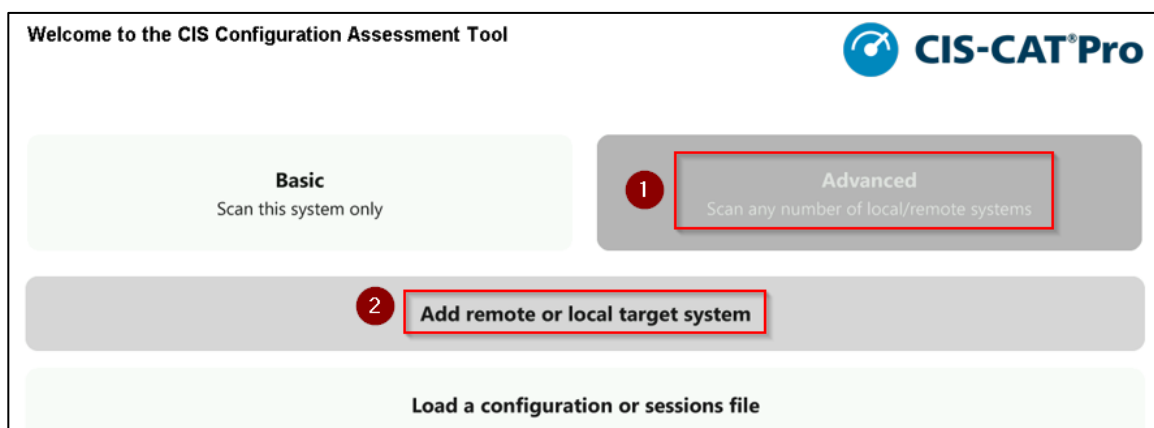 Welcome to the CIS Configuration Assessment Tool
CIS-CAT®Pro
Basic
Scan this system only
1
Advanced
Scan any number of local/remote systems
2
Add remote or local target system
Load a configuration or sessions file